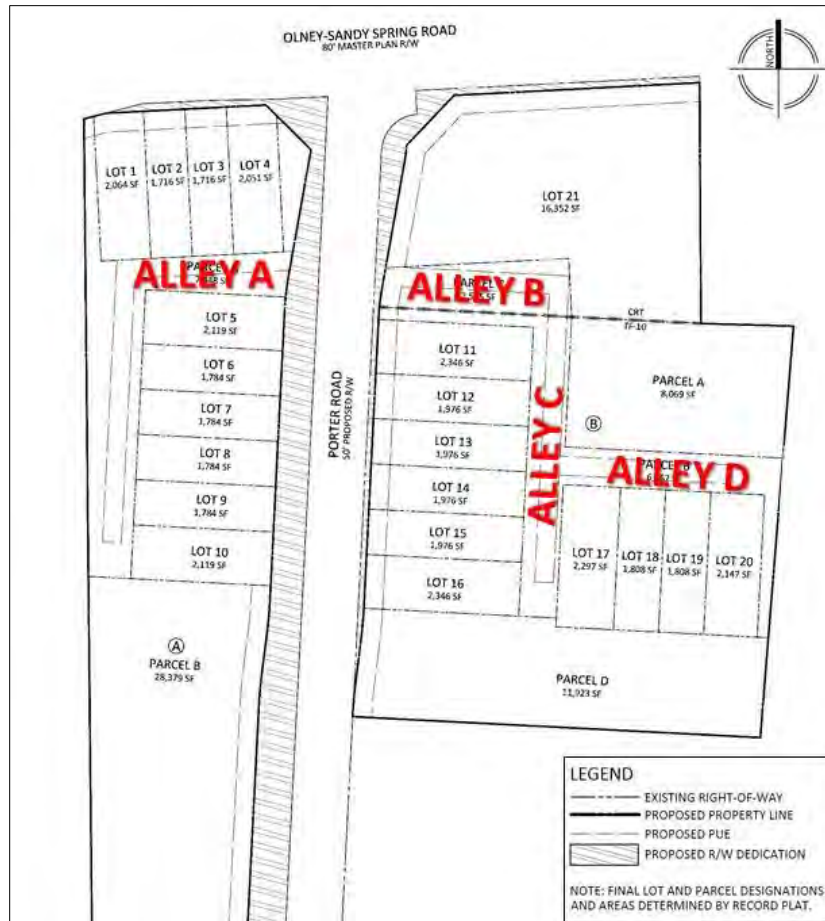 OLNEY-SANDY SPRING ROAD
80' MASTER PLAN R/W
NORTH
LOT 1
2,064 SF
LOT 2
1,716 SF
LOT 3
1,716 SF
LOT 4
2,051 SF
LOT 21
16,352 SF
ALLEY A
ALLEY B
CRT
TF-10
LOT 5
2,119 SF
LOT 6
1,784 SF
LOT 7
1,784 SF
LOT 8
1,784 SF
LOT 9
1,784 SF
LOT 10
2,119 SF
PORTER ROAD
50' PROPOSED R/W
LOT 11
2,346 SF
LOT 12
1,976 SF
LOT 13
1,976 SF
LOT 14
1,976 SF
LOT 15
1,976 SF
LOT 16
2,346 SF
ALLEY C
PARCEL A
8,069 SF
B
ALLEY D
LOT 17
2,297 SF
LOT 18
1,808 SF
LOT 19
1,808 SF
LOT 20
2,147 SF
A
PARCEL B
28,379 SF
PARCEL D
11,923 SF
LEGEND
EXISTING RIGHT-OF-WAY
PROPOSED PROPERTY LINE
PROPOSED PUE
PROPOSED R/W DEDICATION
NOTE: FINAL LOT AND PARCEL DESIGNATIONS
AND AREAS DETERMINED BY RECORD PLAT.